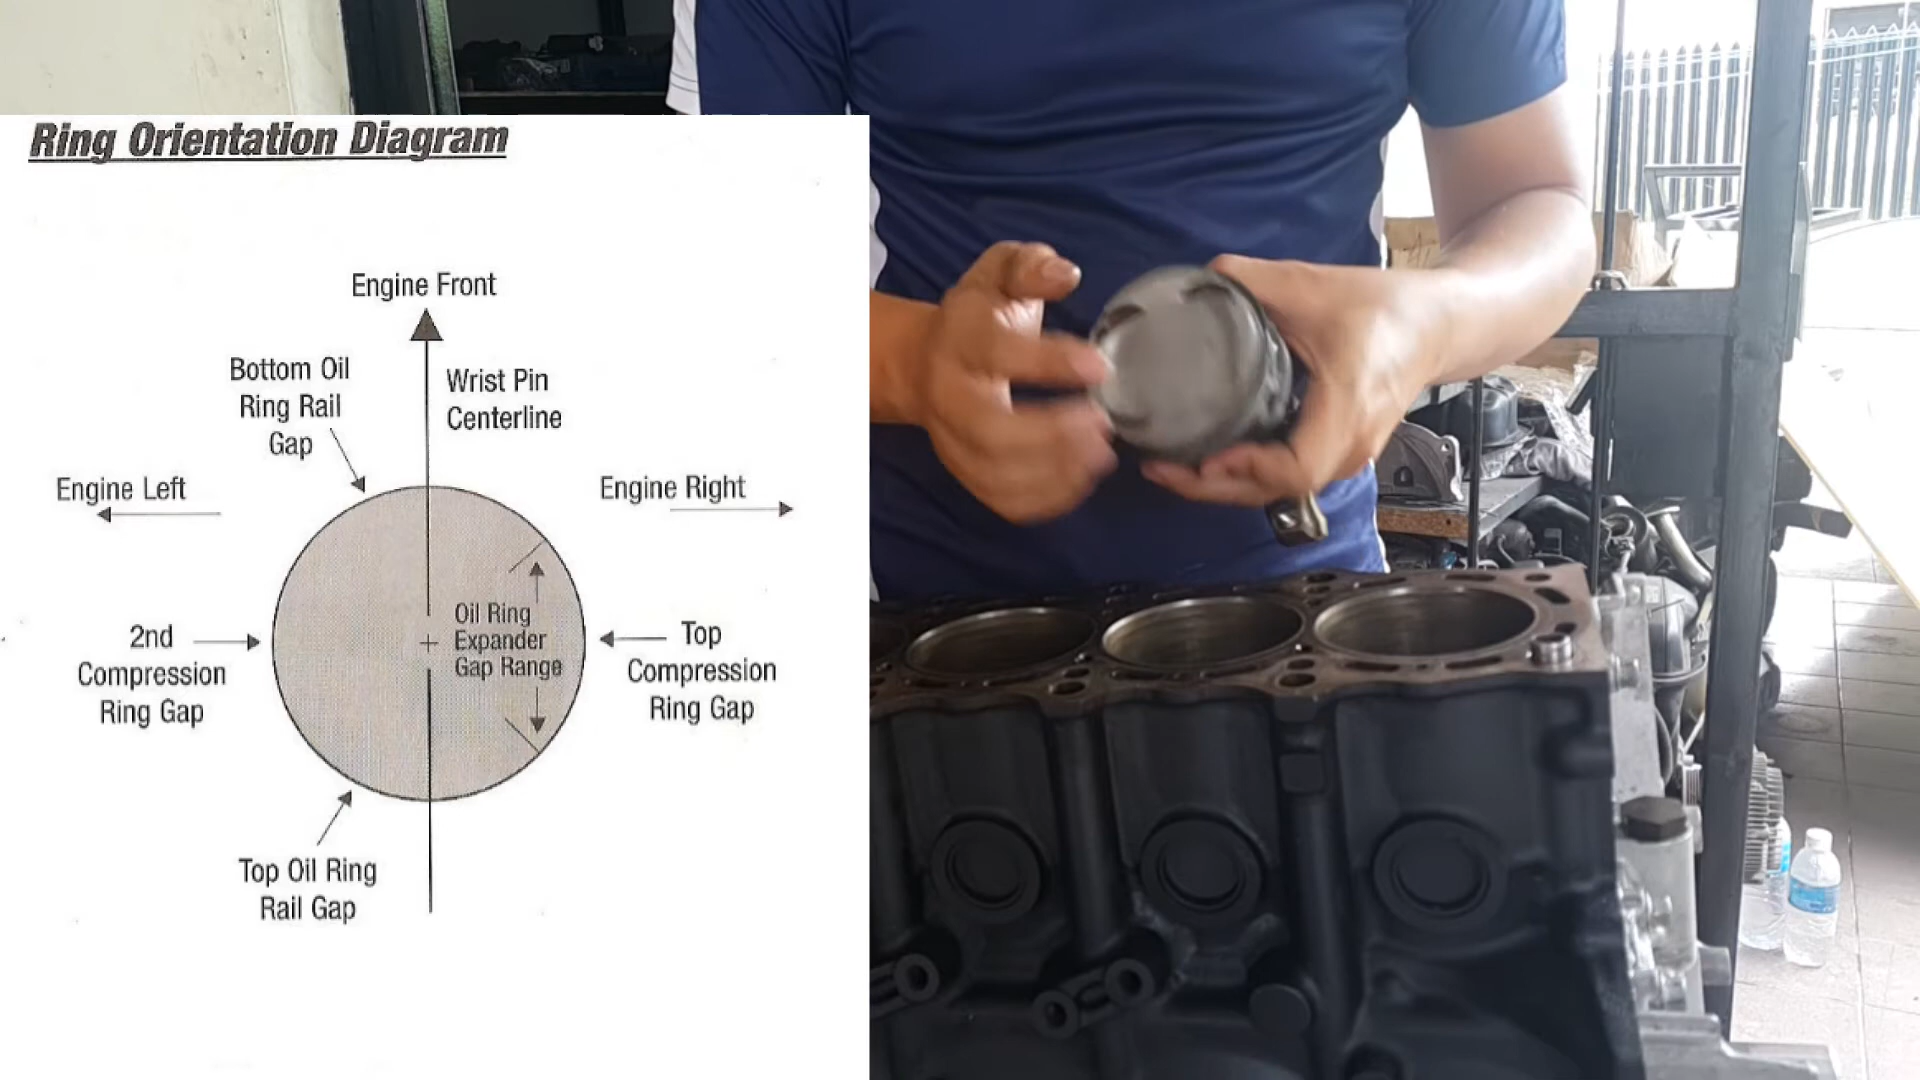 Ring Orientation Diagram
Engine Front
Bottom Oil
Ring Rail
Gap
Wrist Pin
Centerline
Engine Left
Engine Right
Oil Ring
Expander
Gap Range
2nd
Compression
Ring Gap
Top
Compression
Ring Gap
Top Oil Ring
Rail Gap